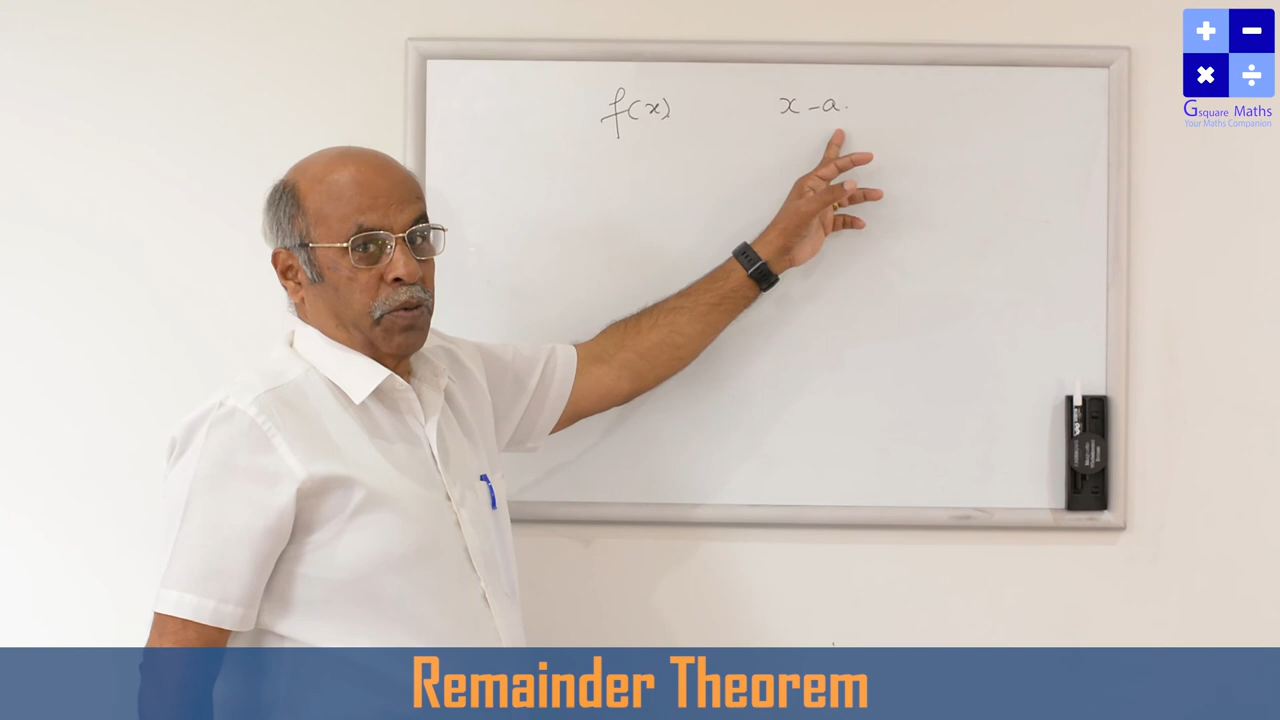 f(x) x-a.
+ -
× ÷
Gsquare Maths
Your Maths Companion
Remainder Theorem